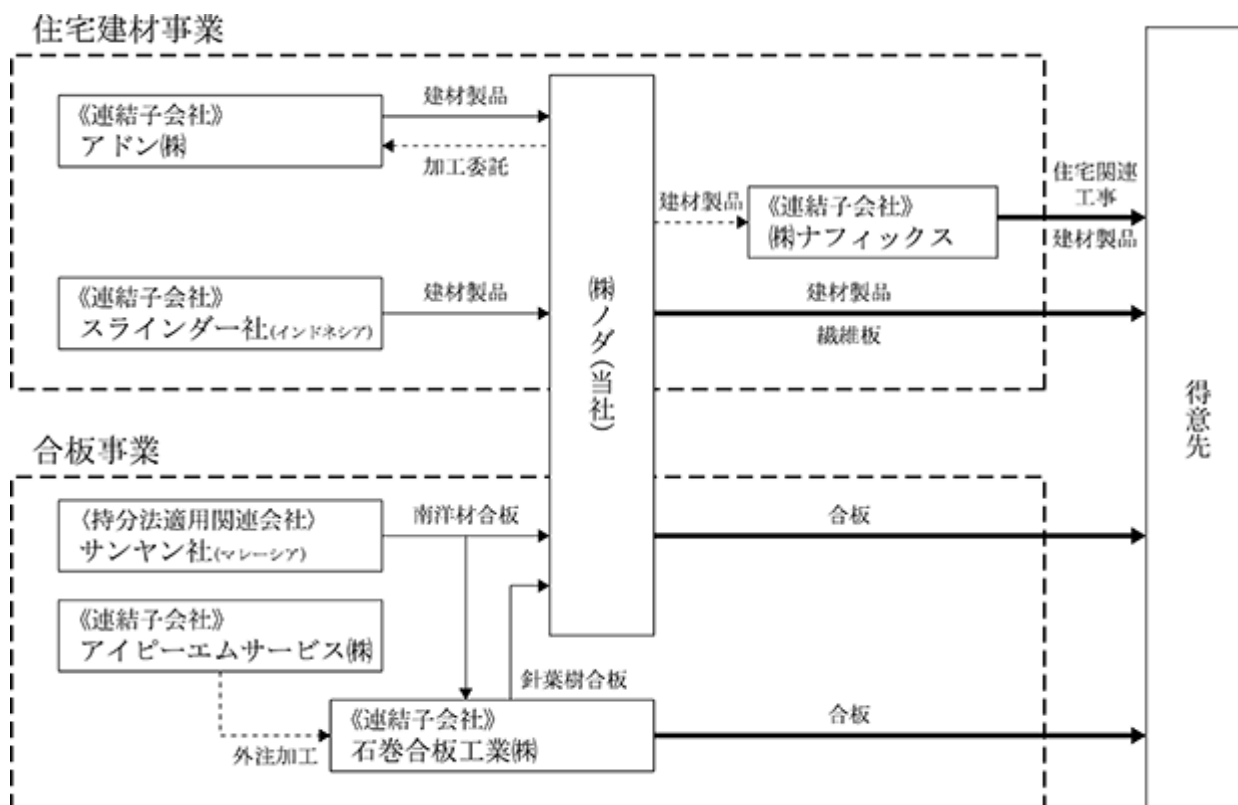 住宅建材事業
《連結子会社》
アドン㈱
建材製品
加工委託
《連結子会社》
スラインダー社(インドネシア)
建材製品
㈱ノダ(当社)
建材製品
《連結子会社》
㈱ナフィックス
住宅関連
工事
建材製品
建材製品
繊維板
得意先
合板事業
〈持分法適用関連会社〉
サンヤン社(マレーシア)
南洋材合板
合板
《連結子会社》
アイピーエムサービス㈱
外注加工
針葉樹合板
《連結子会社》
石巻合板工業㈱
合板